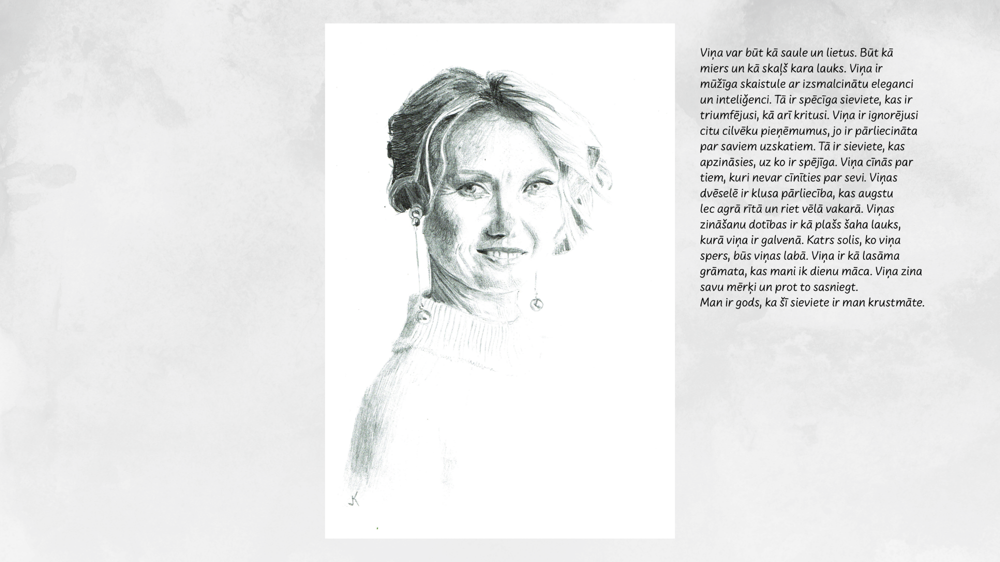 Viņa var būt kā saule un lietus. Būt kā
miers un kā skaļš kara lauks. Viņa ir
mūžīga skaistule ar izsmalcinātu eleganci
un inteliģenci. Tā ir spēcīga sieviete, kas ir
triumfējusi, kā arī kritusi. Viņa ir ignorējusi
citu cilvēku pieņēmumus, jo ir pārliecināta
par saviem uzskatiem. Tā ir sieviete, kas
apzināsies, uz ko ir spējīga. Viņa cīnās par
tiem, kuri nevar cīnīties par sevi. Viņas
dvēselē ir klusa pārliecība, kas augstu
lec agrā rītā un riet vēlā vakarā. Viņas
zināšanu dotības ir kā plašs šaha lauks,
kurā viņa ir galvenā. Katrs solis, ko viņa
spers, būs viņas labā. Viņa ir kā lasāma
grāmata, kas mani ik dienu māca. Viņa zina
savu mērķi un prot to sasniegt.
Man ir gods, ka šī sieviete ir man krustmāte.
K